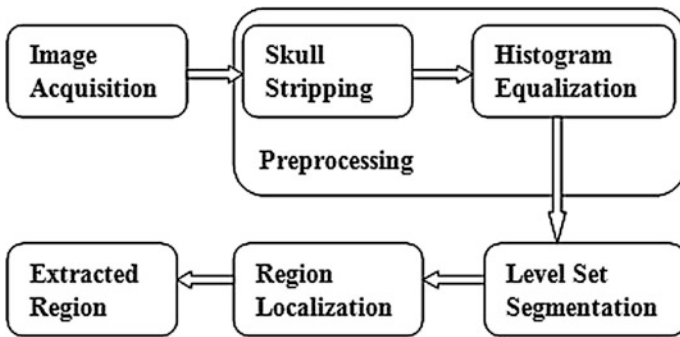 Image
Acquisition
Skull
Stripping
Histogram
Equalization
Preprocessing
Extracted
Region
Region
Localization
Level Set
Segmentation